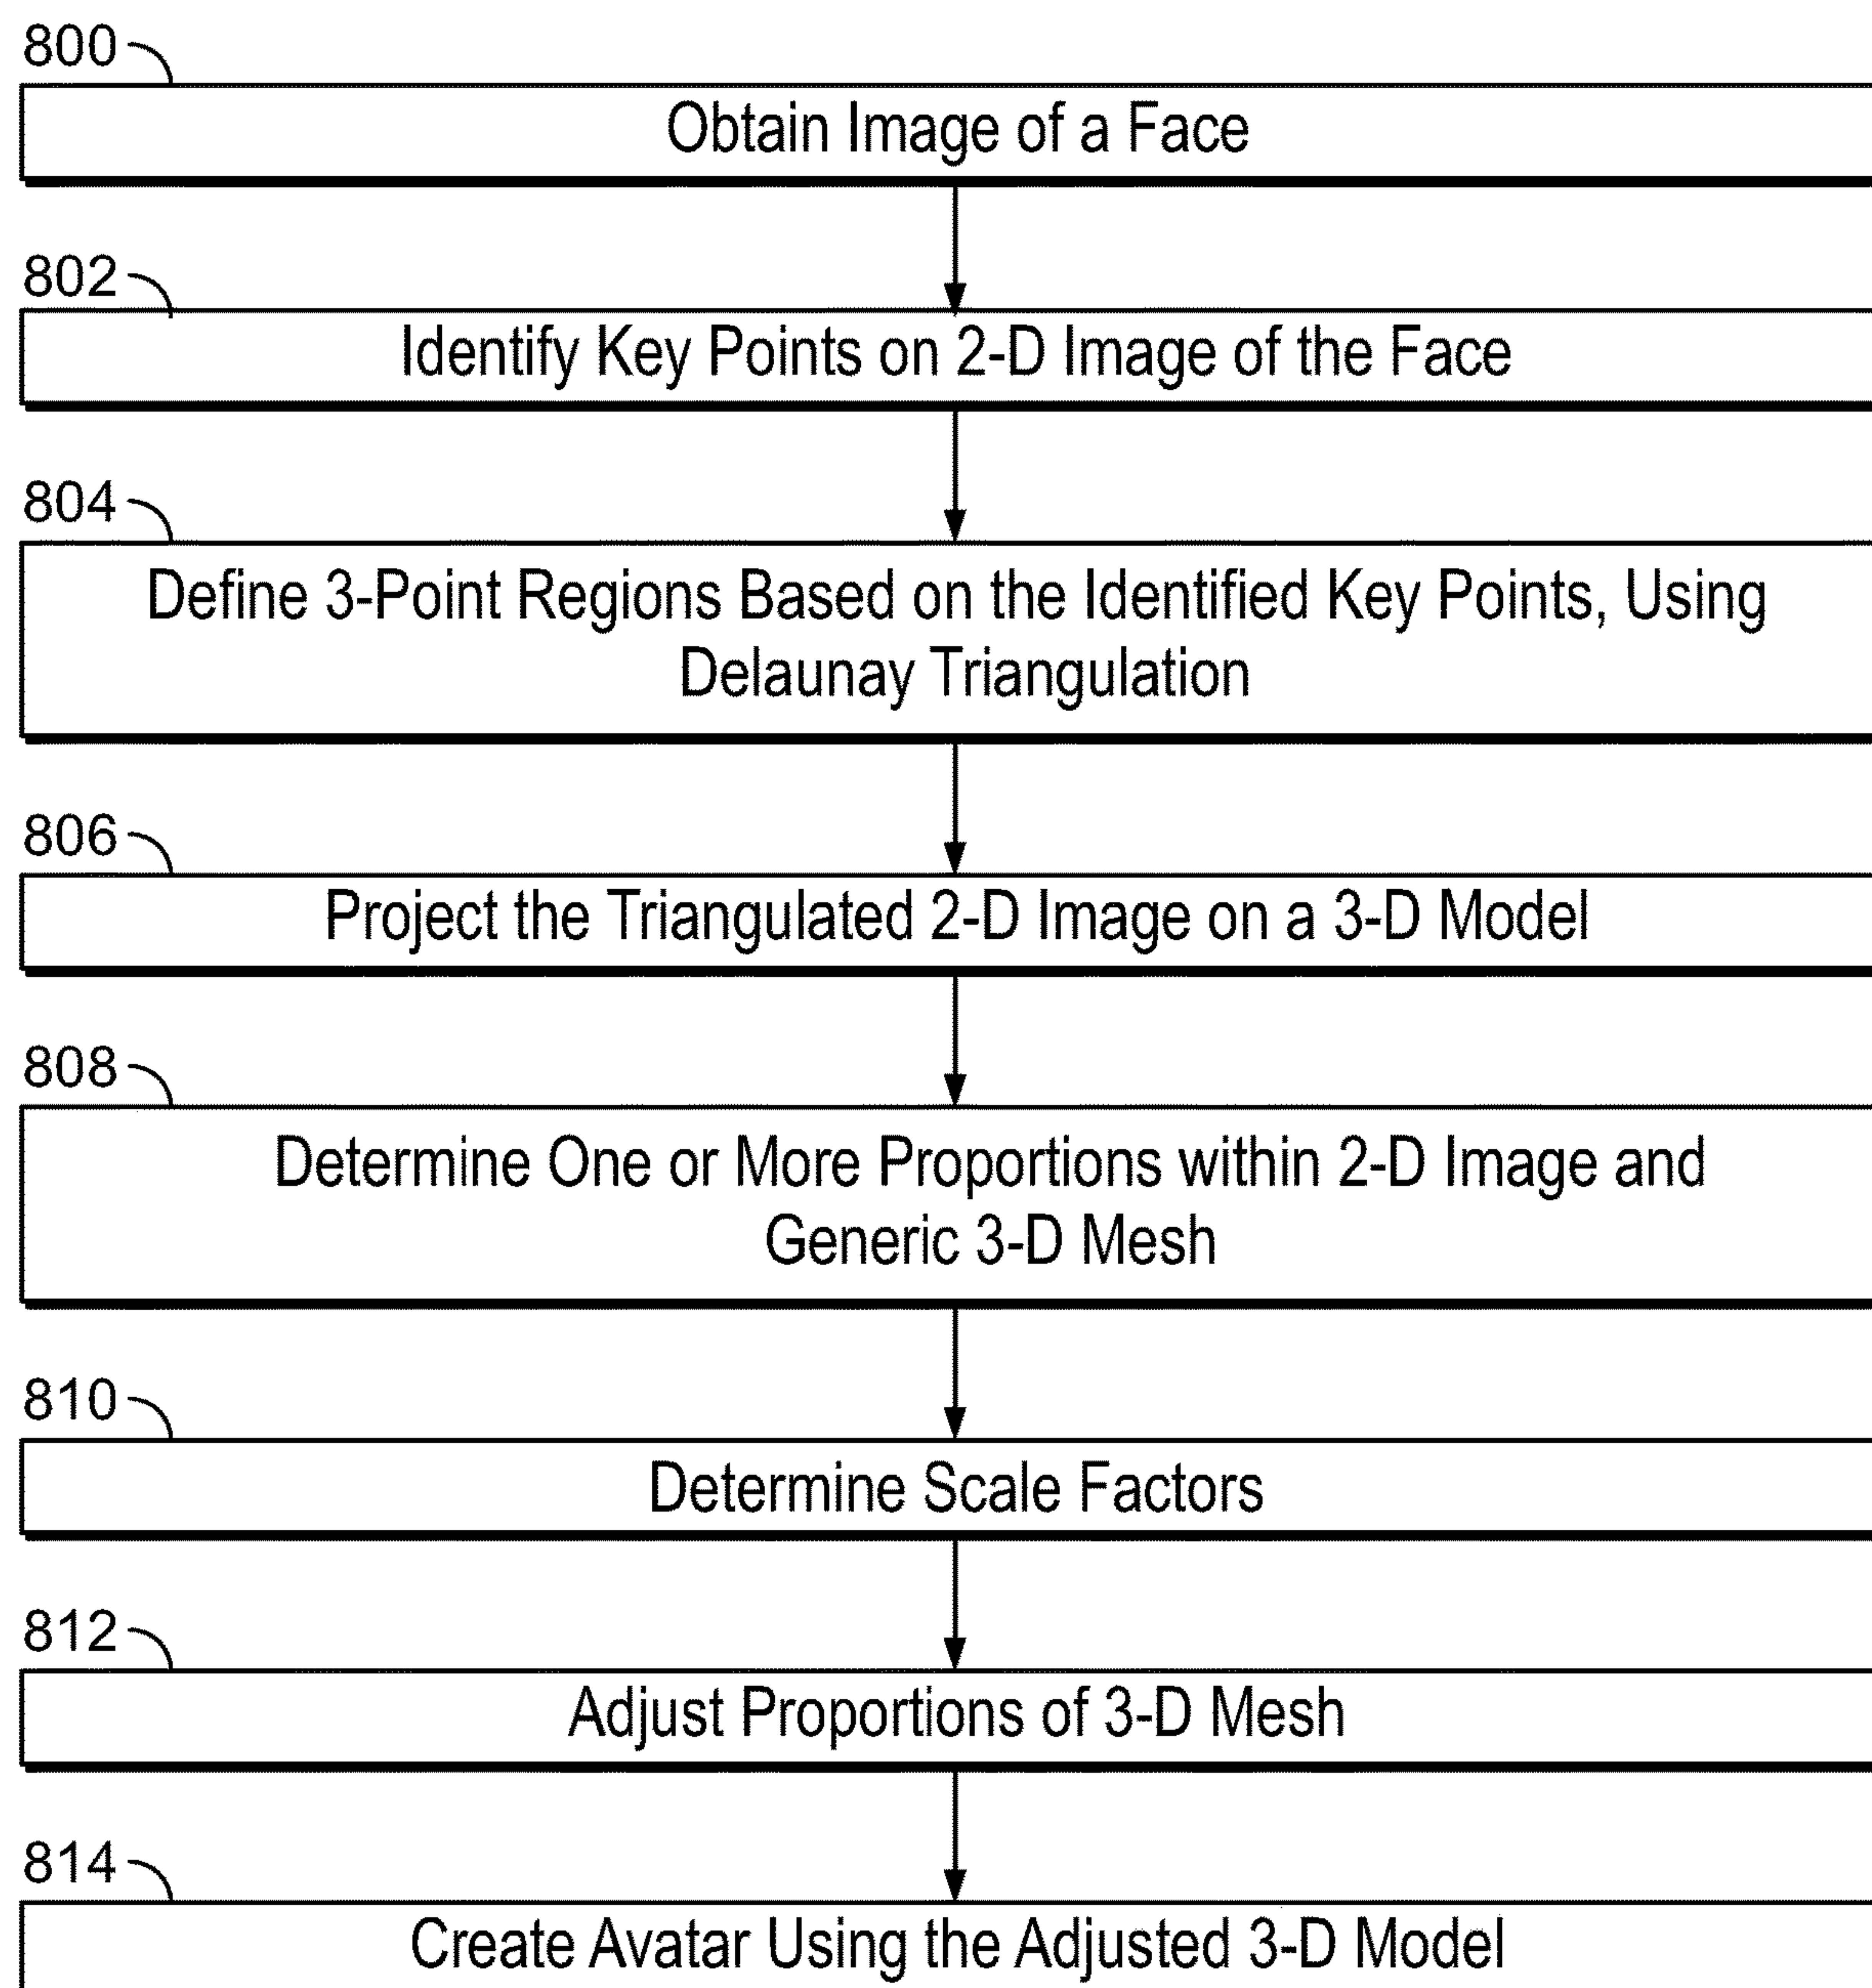 800
Obtain Image of a Face
802
Identify Key Points on 2-D Image of the Face
804
Define 3-Point Regions Based on the Identified Key Points, Using
Delaunay Triangulation
806
Project the Triangulated 2-D Image on a 3-D Model
808
Determine One or More Proportions within 2-D Image and
Generic 3-D Mesh
810
Determine Scale Factors
812
Adjust Proportions of 3-D Mesh
814
Create Avatar Using the Adjusted 3-D Model